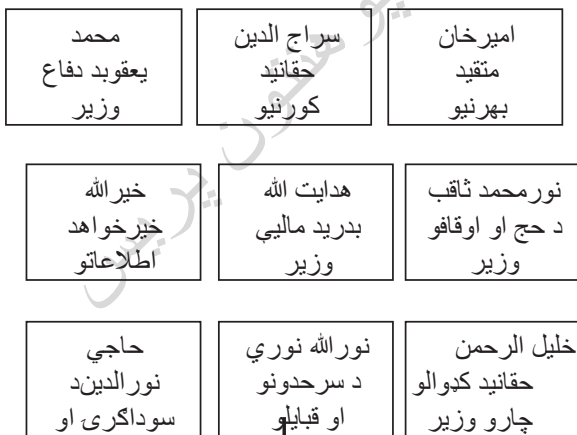 امیرخان
متقید
بهرنیو
سراج الدین
حقانید
کورنیو
محمد
یعقوبد دفاع
وزیر
نورمحمد ثاقب
د حج او اوقافو
وزیر
هدایت الله
بدرید مالیې
وزیر
خیرالله
خیرخواهد
اطلاعاتو
خلیل الرحمن
حقانید کډوالو
چارو وزیر
نورالله نوري
د سرحدونو
او قبایلو
حاجي
نورالدیند
سوداګرۍ او